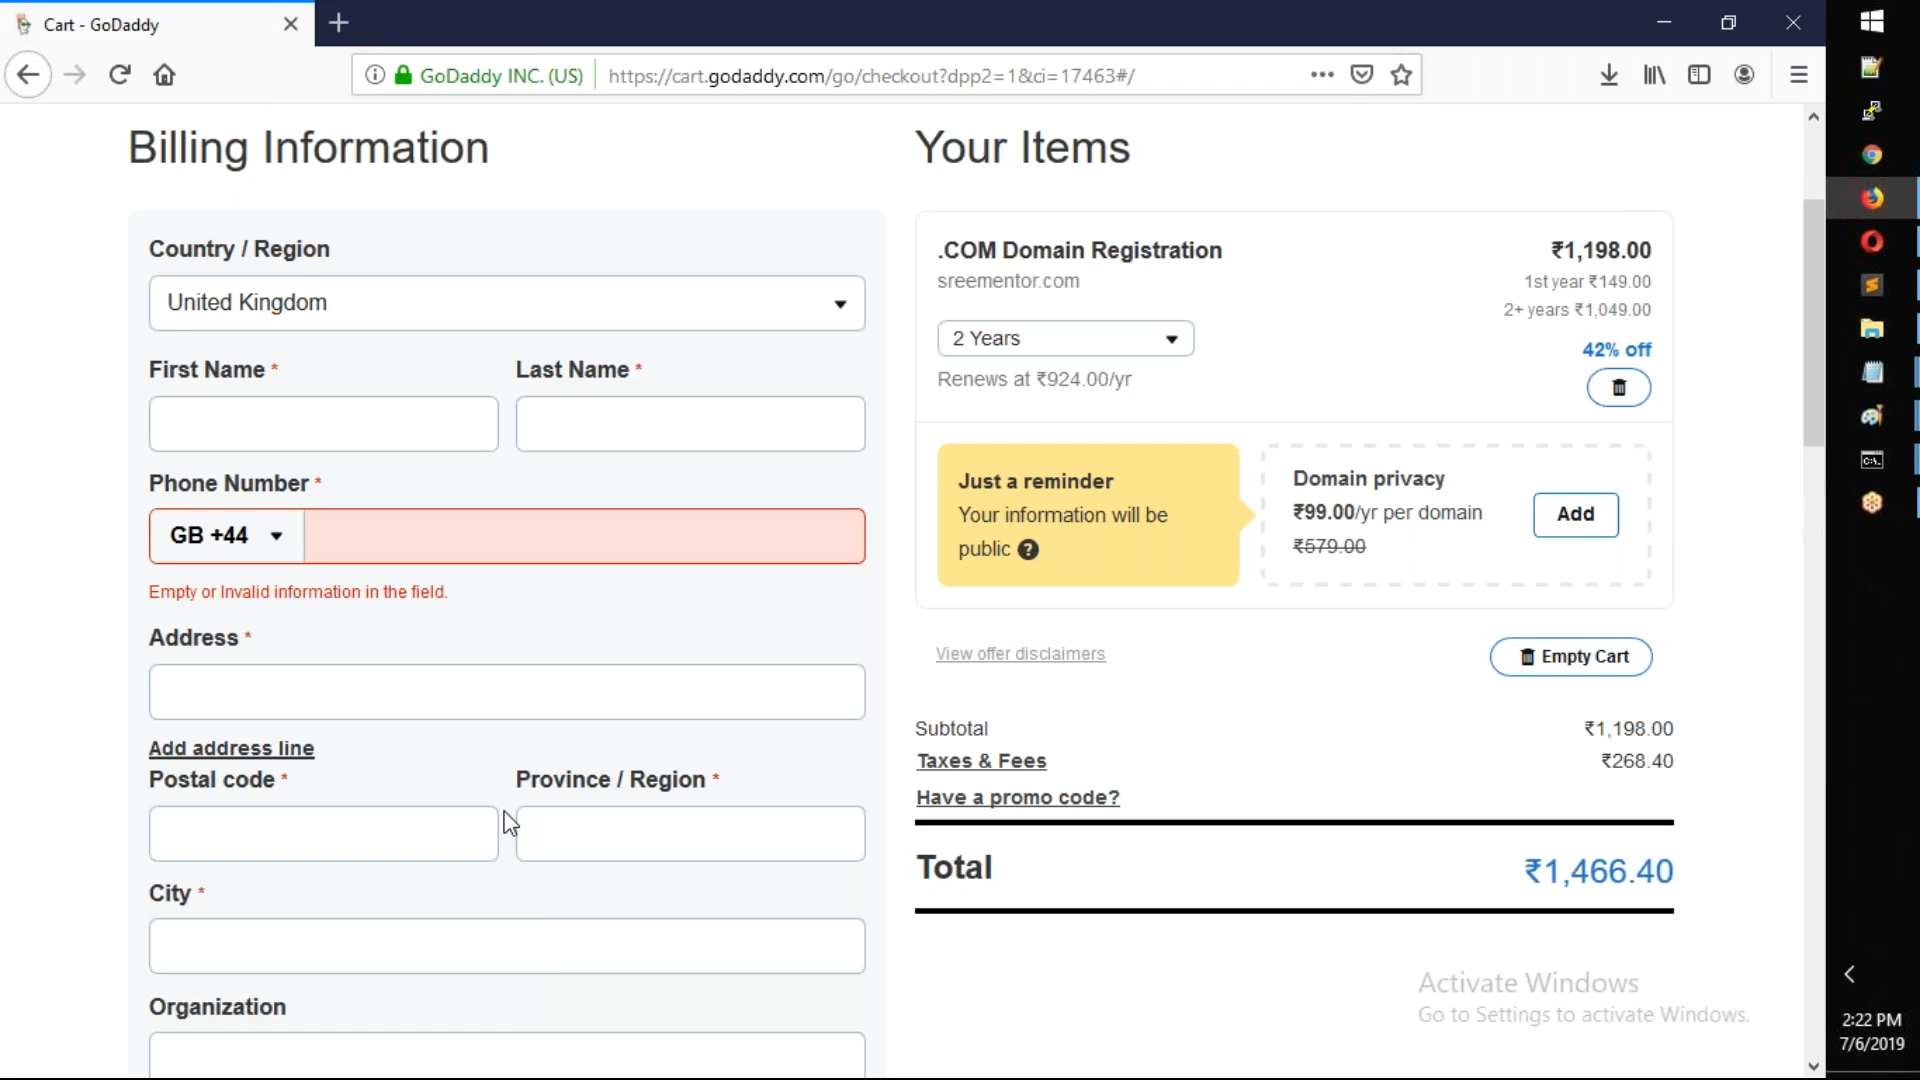 Cart - GoDaddy
GoDaddy INC. (US)
https://cart.godaddy.com/go/checkout?dpp2=1&ci=17463#/
Billing Information
Country / Region
United Kingdom
First Name *
Last Name *
Phone Number *
GB +44
Empty or Invalid information in the field.
Address *
Add address line
Postal code *
Province / Region *
City *
Organization
Your Items
.COM Domain Registration
₹1,198.00
sreementor.com
1st year ₹149.00
2+ years ₹1,049.00
2 Years
42% off
Renews at ₹924.00/yr
Just a reminder
Your information will be
public ?
Domain privacy
₹99.00/yr per domain
₹579.00
Add
View offer disclaimers
Empty Cart
Subtotal
₹1,198.00
Taxes & Fees
₹268.40
Have a promo code?
Total
₹1,466.40
Activate Windows
Go to Settings to activate Windows.
2:22 PM
7/6/2019